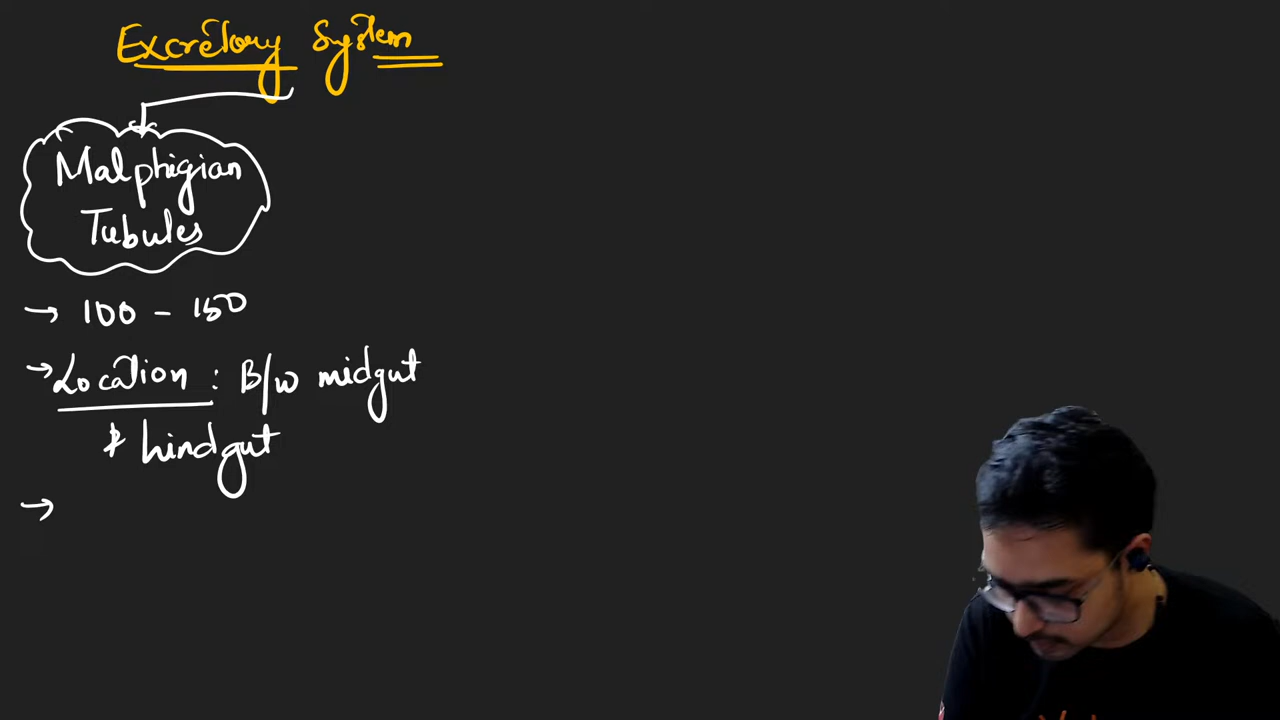 Excretory System
Malphigian
Tubules
→ 100 - 150
→ Location : B/w midgut
& hindgut
→